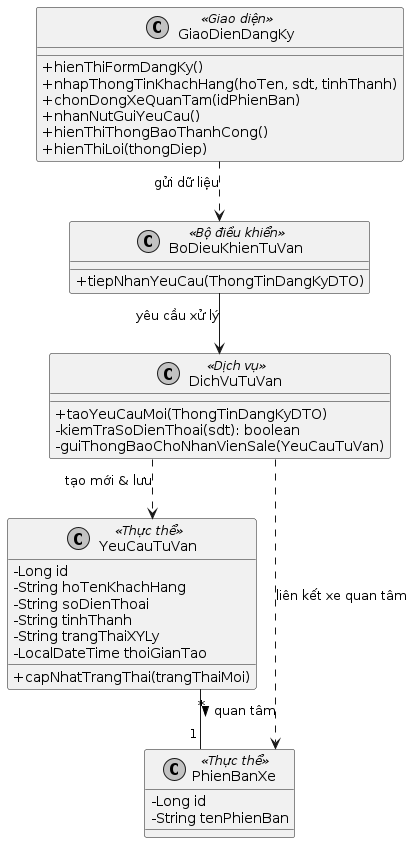 C
«Giao diện»
GiaoDienDangKy
+hienThiFormDangKy()
+nhapThongTinKhachHang(hoTen, sdt, tinhThanh)
+chonDongXeQuanTam(idPhienBan)
+nhanNutGuiYeuCau()
+hienThiThongBaoThanhCong()
+hienThiLoi(thongDiep)
gửi dữ liệu
C
«Bộ điều khiển»
BoDieuKhienTuVan
+tiepNhanYeuCau(ThongTinDangKyDTO)
yêu cầu xử lý
C
«Dịch vụ»
DichVuTuVan
+taoYeuCauMoi(ThongTinDangKyDTO)
-kiemTraSoDienThoai(sdt): boolean
-guiThongBaoChoNhanVienSale(YeuCauTuVan)
tạo mới & lưu
C
«Thực thể»
YeuCauTuVan
-Long id
-String hoTenKhachHang
-String soDienThoai
-String tinhThanh
-String trangThaiXYLy
-LocalDateTime thoiGianTao
+capNhatTrangThai(trangThaiMoi)
liên kết xe quan tâm
*
quan tâm
1
C
«Thực thể»
PhienBanXe
-Long id
-String tenPhienBan